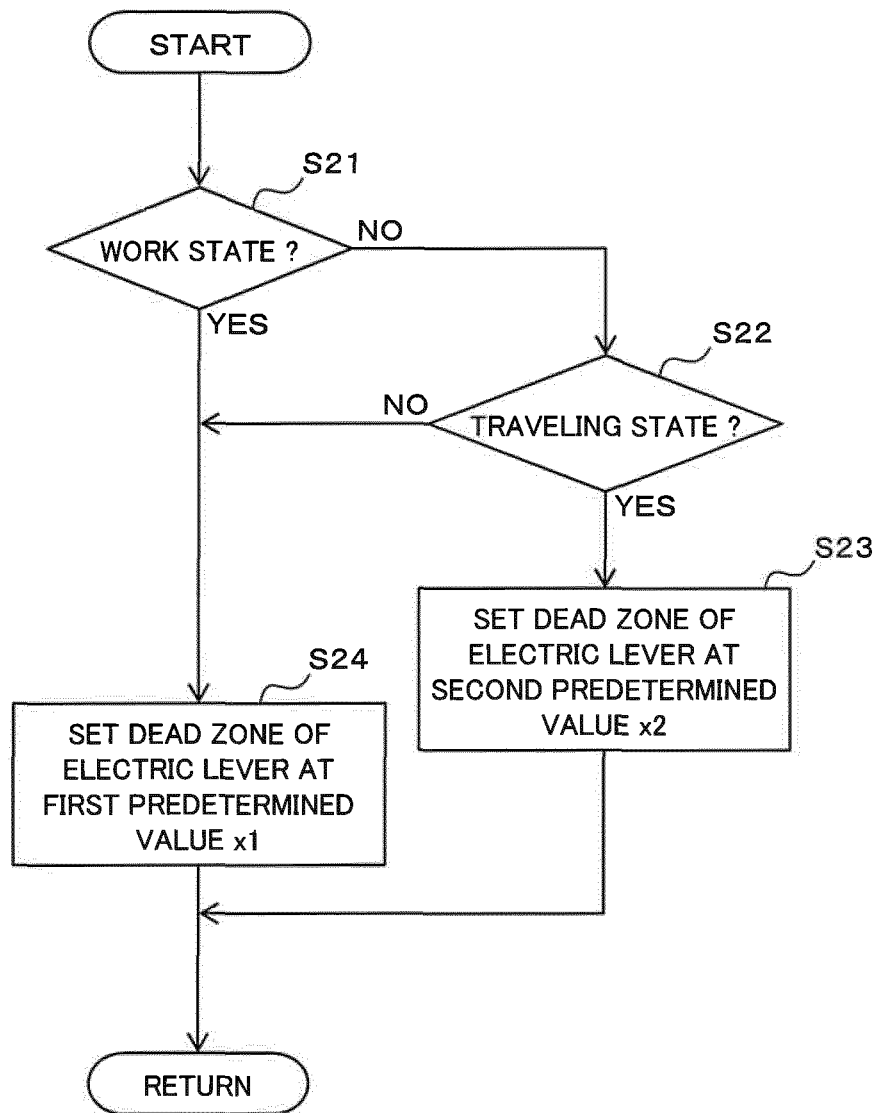 START
S21
WORK STATE ?
NO
YES
S22
NO
TRAVELING STATE ?
YES
S23
SET DEAD ZONE OF
ELECTRIC LEVER AT
SECOND PREDETERMINED
VALUE x2
S24
SET DEAD ZONE OF
ELECTRIC LEVER AT
FIRST PREDETERMINED
VALUE x1
RETURN